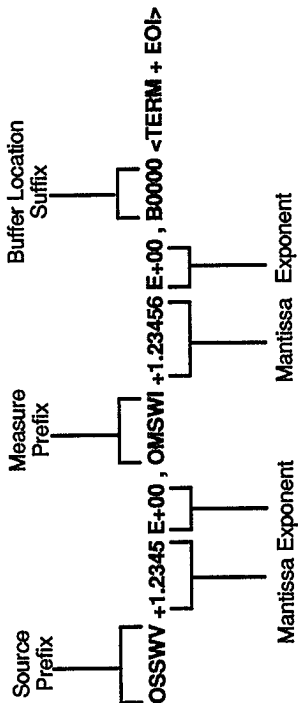 Source Prefix
Measure Prefix
Buffer Location Suffix
OSSWV +1.2345 E+00 , OMSWI +1.23456 E+00 , B0000 <TERM + EOI>
Mantissa Exponent
Mantissa Exponent